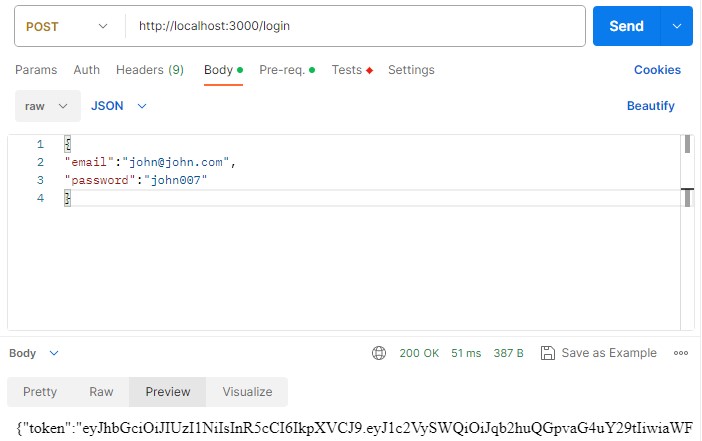 POST http://localhost:3000/login Send
Params Auth Headers (9) Body Pre-req. Tests Settings Cookies
raw JSON Beautify
1 {
2 "email":"john@john.com",
3 "password":"john007"
4 }
Body 200 OK 51 ms 387 B Save as Example
Pretty Raw Preview Visualize
{"token":"eyJhbGciOiJIUzI1NiIsInR5cCI6IkpXVCJ9.eyJ1c2VySWQiOiJqb2huQGpvaG4uY29tIiwiaWF